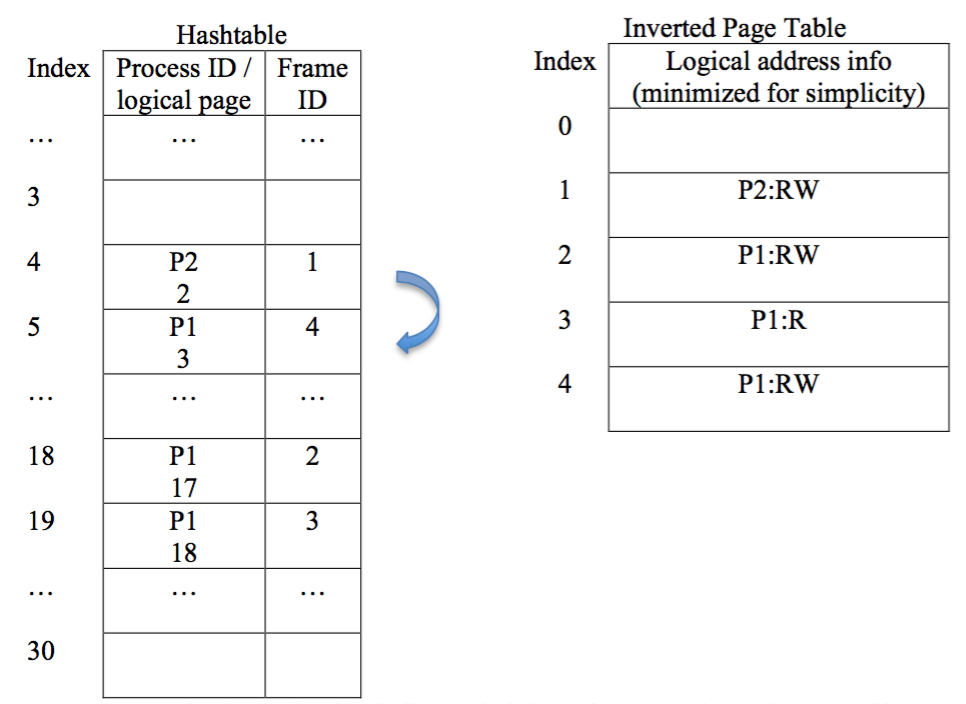 Hashtable
Index Process ID / Frame
logical page ID
… … …
3
4 P2 1
2
5 P1 4
3
… … …
18 P1 2
17
19 P1 3
18
… … …
30
Inverted Page Table
Index Logical address info
(minimized for simplicity)
0
1 P2:RW
2 P1:RW
3 P1:R
4 P1:RW